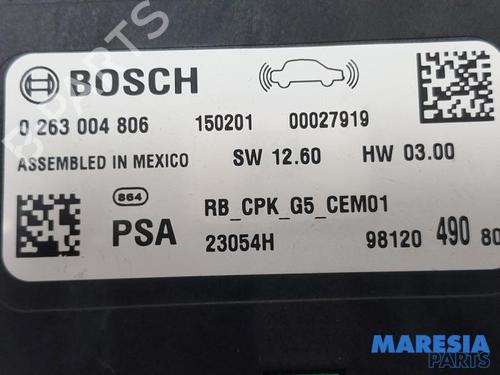 BOSCH
0 263 004 806 150201 00027919
ASSEMBLED IN MEXICO SW 12.60 HW 03.00
864 RB_CPK_G5_CEM01
PSA 23054H 98120 490 80
B-PARTS
MARESIA
PARTS